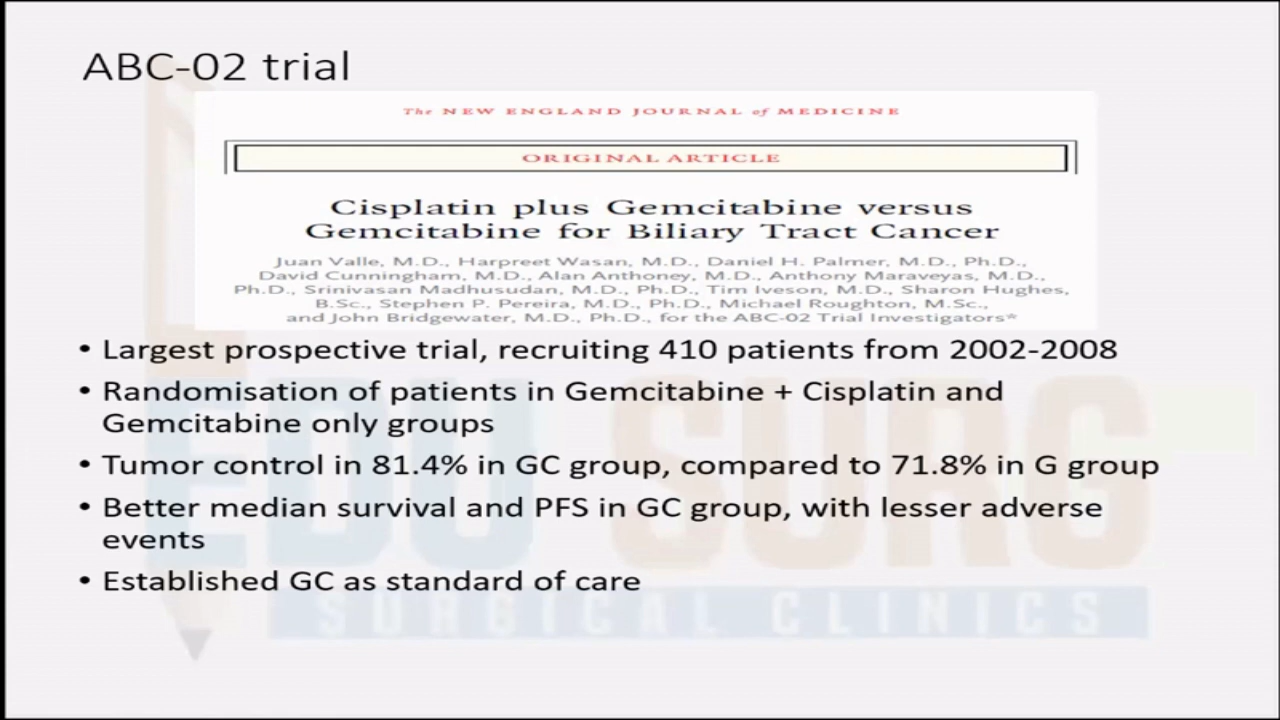 ABC-02 trial
The NEW ENGLAND JOURNAL of MEDICINE
ORIGINAL ARTICLE
Cisplatin plus Gemcitabine versus
Gemcitabine for Biliary Tract Cancer
Juan Valle, M.D., Harpreet Wasan, M.D., Daniel H. Palmer, M.D., Ph.D.,
David Cunningham, M.D., Alan Anthoney, M.D., Anthony Maraveyas, M.D.,
Ph.D., Srinivasan Madhusudan, M.D., Ph.D., Tim Iveson, M.D., Sharon Hughes,
B.Sc., Stephen P. Pereira, M.D., Ph.D., Michael Roughton, M.Sc.,
and John Bridgewater, M.D., Ph.D., for the ABC-02 Trial Investigators*
• Largest prospective trial, recruiting 410 patients from 2002-2008
• Randomisation of patients in Gemcitabine + Cisplatin and
Gemcitabine only groups
• Tumor control in 81.4% in GC group, compared to 71.8% in G group
• Better median survival and PFS in GC group, with lesser adverse
events
• Established GC as standard of care
EDU SURG
SURGICAL CLINICS